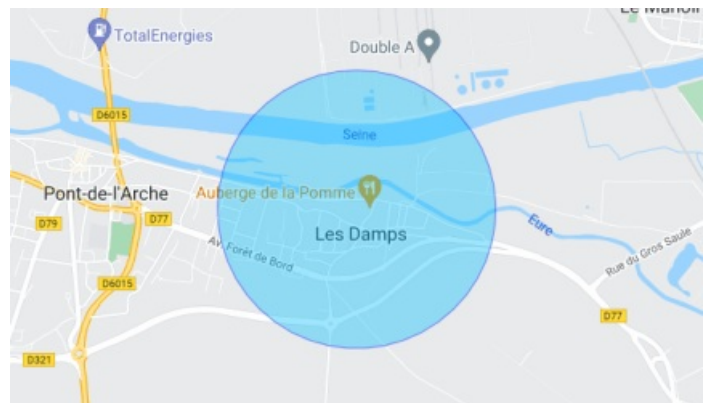 Le Manoir
TotalEnergies
Double A
D6015
Seine
Pont-de-l'Arche
Auberge de la Pomme
D79
D77
Les Damps
Eure
Av. Forêt de Bord...
Rue du Gros Saule
D6015
D77
D321